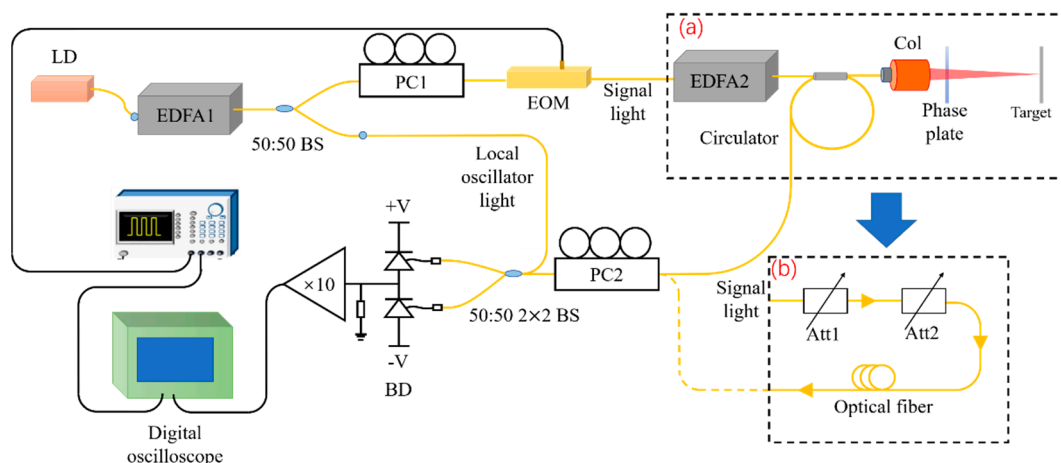 (a)
LD
Col
PC1
EDFA2
EDFA1
EOM
Signal
light
Phase
plate
Target
50:50 BS
Circulator
Local
oscillator
light
+V
(b)
×10
PC2
Signal
light
50:50 2×2 BS
Att1
Att2
-V
BD
Optical fiber
Digital
oscilloscope